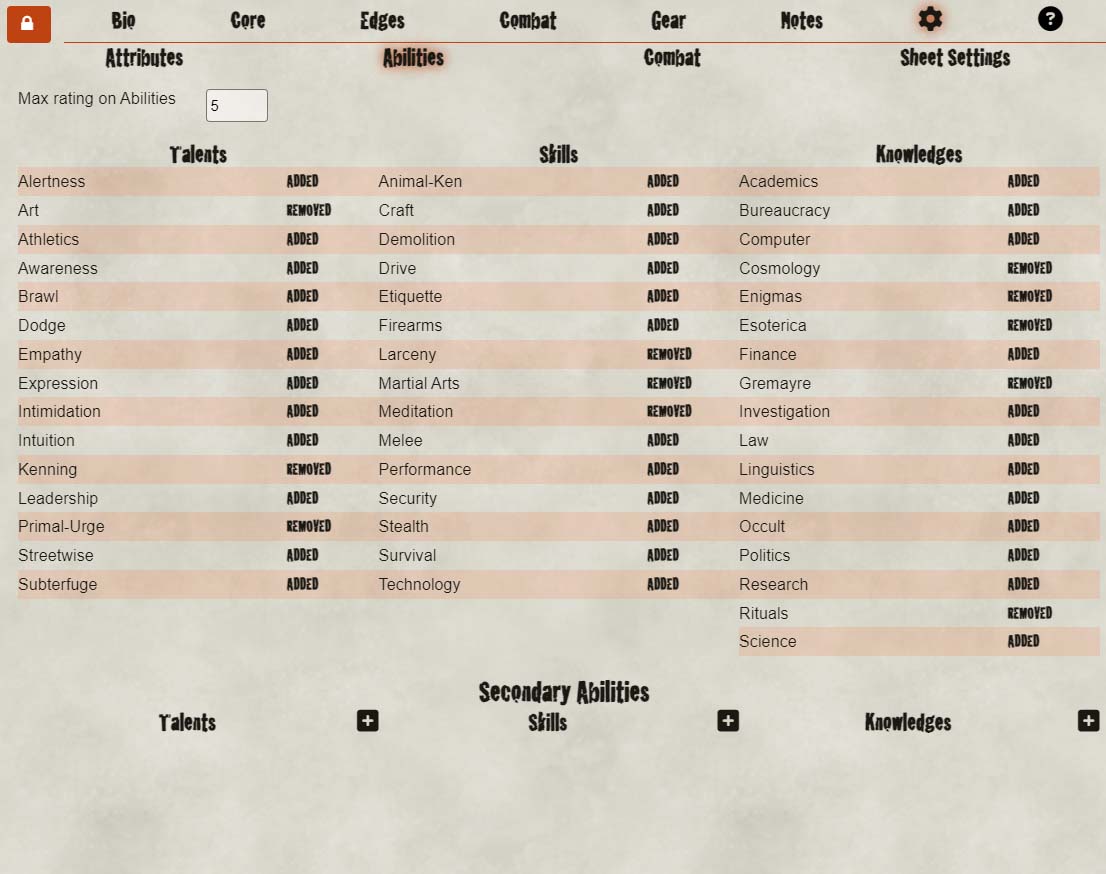 Bio Core Edges Combat Gear Notes ?
Attributes Abilities Combat Sheet Settings
Max rating on Abilities 5
Talents Skills Knowledges
Alertness ADDED Animal-Ken ADDED Academics ADDED
Art REMOVED Craft ADDED Bureaucracy ADDED
Athletics ADDED Demolition ADDED Computer ADDED
Awareness ADDED Drive ADDED Cosmology REMOVED
Brawl ADDED Etiquette ADDED Enigmas REMOVED
Dodge ADDED Firearms ADDED Esoterica REMOVED
Empathy ADDED Larceny REMOVED Finance ADDED
Expression ADDED Martial Arts REMOVED Gremayre REMOVED
Intimidation ADDED Meditation REMOVED Investigation ADDED
Intuition ADDED Melee ADDED Law ADDED
Kenning REMOVED Performance ADDED Linguistics ADDED
Leadership ADDED Security ADDED Medicine ADDED
Primal-Urge REMOVED Stealth ADDED Occult ADDED
Streetwise ADDED Survival ADDED Politics ADDED
Subterfuge ADDED Technology ADDED Research ADDED
Rituals REMOVED
Science ADDED
Secondary Abilities
Talents + Skills + Knowledges +